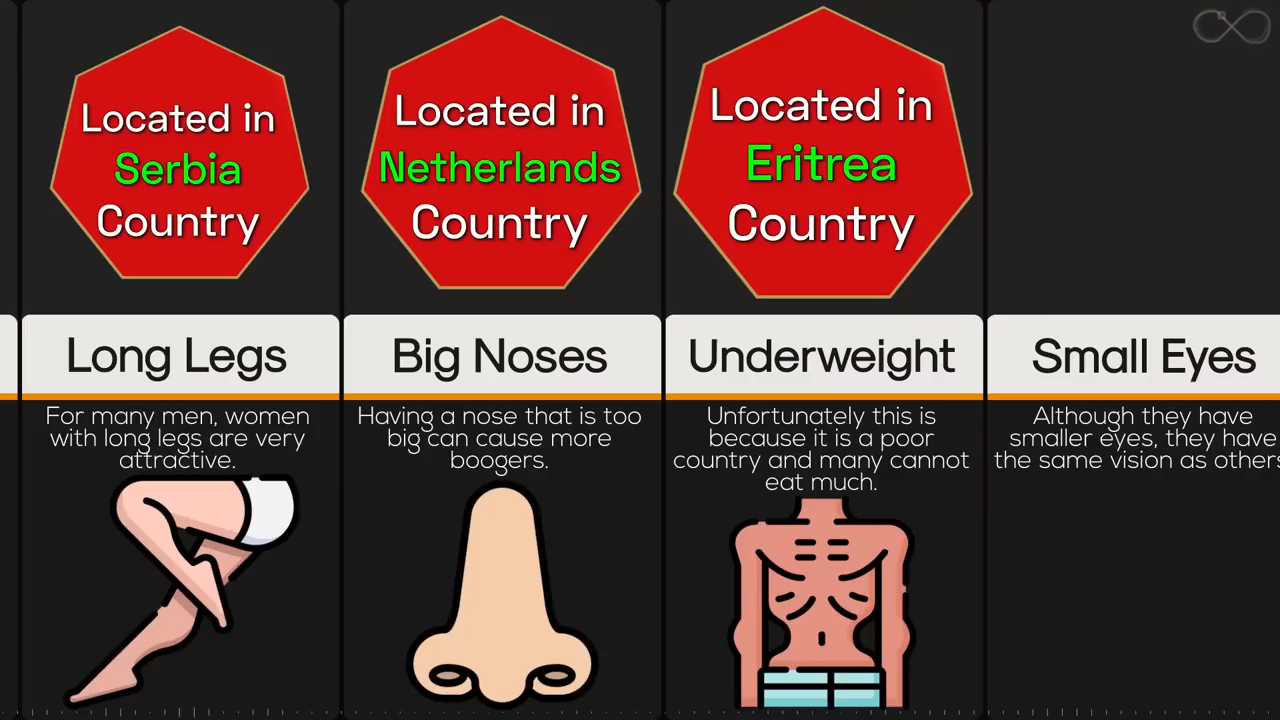 Located in
Serbia
Country
Long Legs
For many men, women
with long legs are very
attractive.
Located in
Netherlands
Country
Big Noses
Having a nose that is too
big can cause more
boogers.
Located in
Eritrea
Country
Underweight
Unfortunately this is
because it is a poor
country and many cannot
eat much.
Small Eyes
Although they have
smaller eyes, they have
the same vision as others